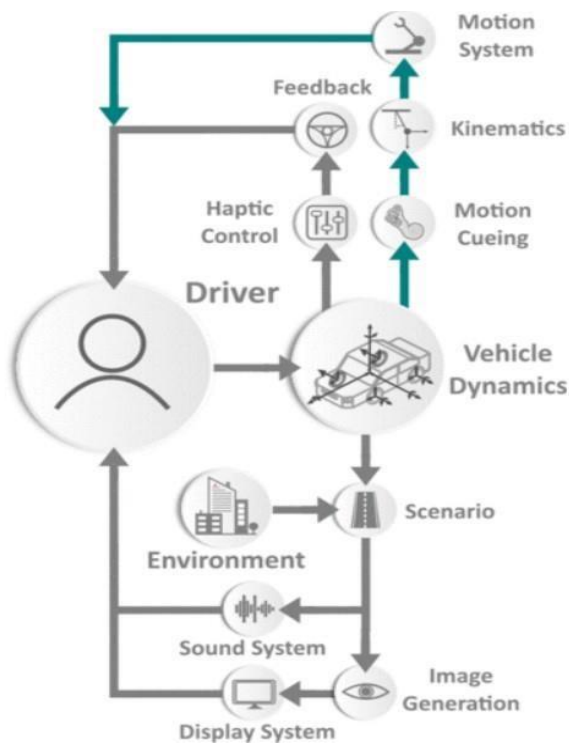 Motion
System
Feedback
Kinematics
Haptic
Control
Motion
Cueing
Driver
Vehicle
Dynamics
Scenario
Environment
Sound System
Image
Generation
Display System